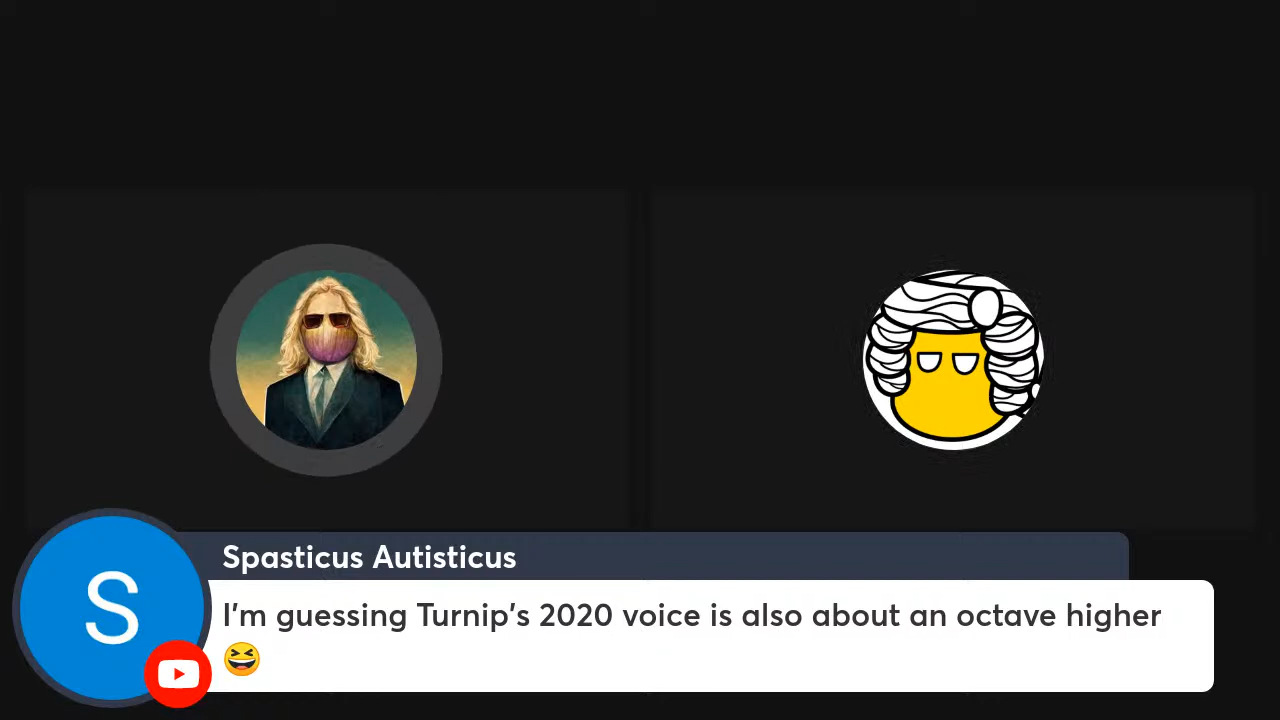 S
Spasticus Autisticus
I'm guessing Turnip's 2020 voice is also about an octave higher
😆